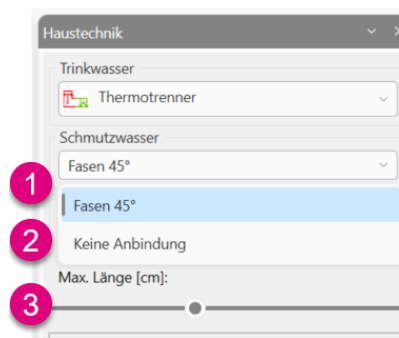 Haustechnik
Trinkwasser
Thermotrenner
Schmutzwasser
Fasen 45°
1
Fasen 45°
2
Keine Anbindung
Max. Länge [cm]:
3